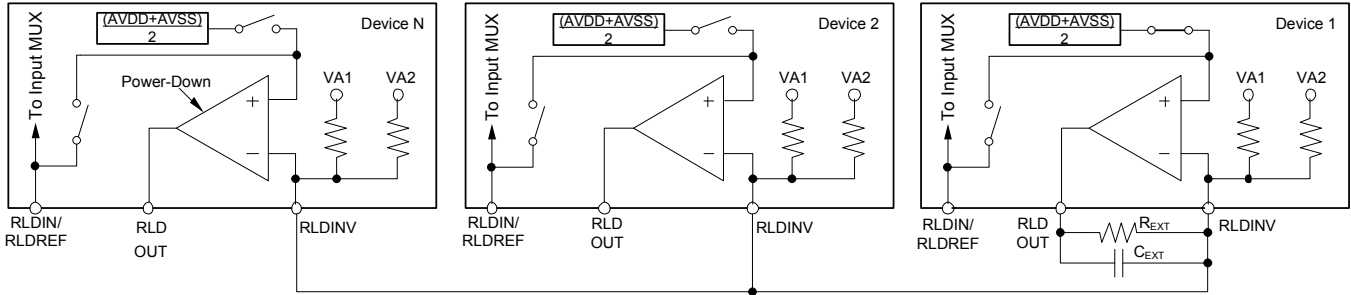 To Input MUX
(AVDD+AVSS)
2
Device N
Power-Down
VA1
VA2
+
−
RLDIN/
RLDREF
RLD
OUT
RLDINV
To Input MUX
(AVDD+AVSS)
2
Device 2
VA1
VA2
+
−
RLDIN/
RLDREF
RLD
OUT
RLDINV
To Input MUX
(AVDD+AVSS)
2
Device 1
VA1
VA2
+
−
RLDIN/
RLDREF
RLD
OUT
RLDINV
REXT
CEXT